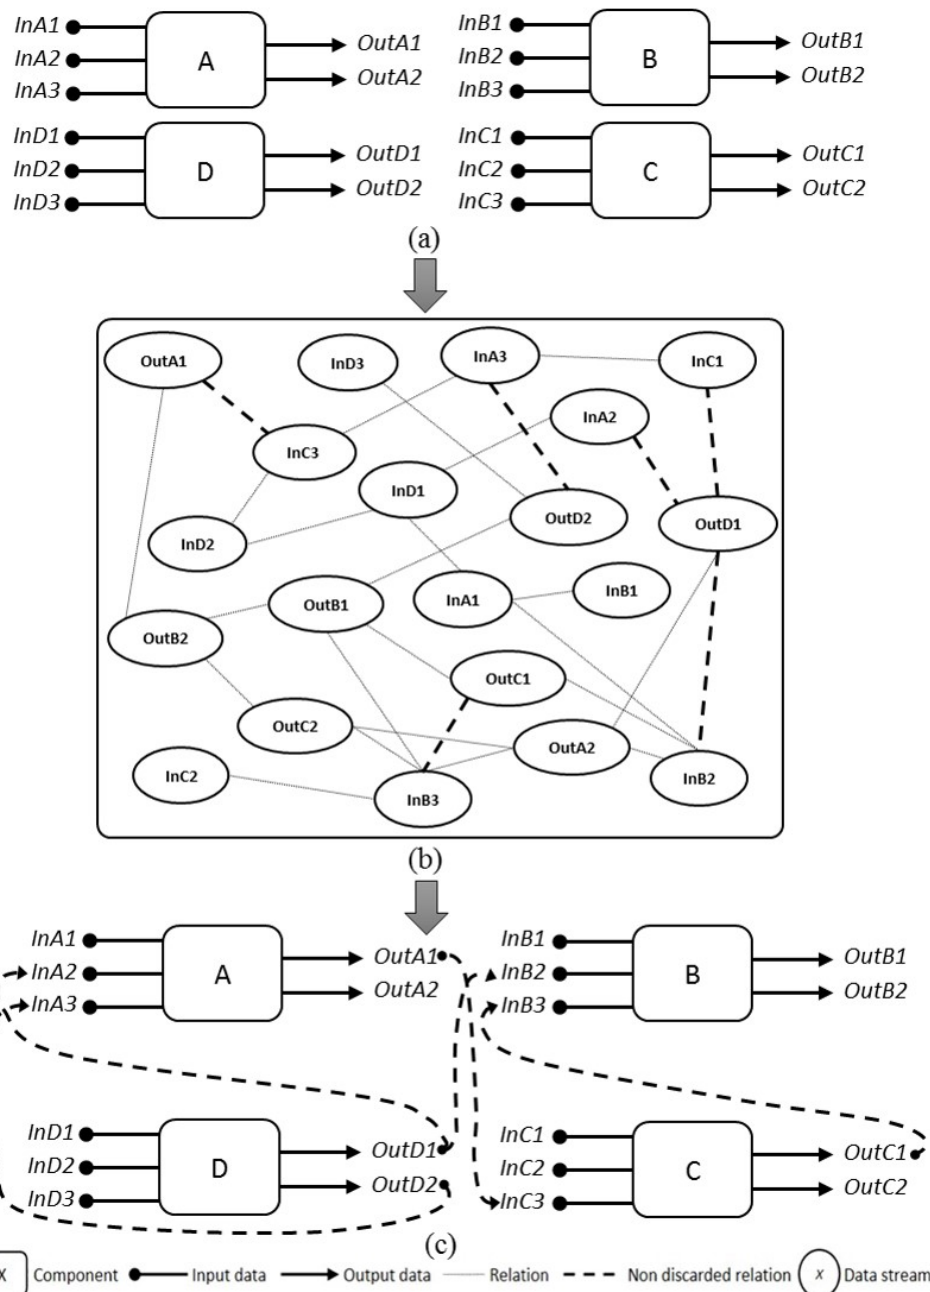 InA1
InA2
InA3
A
OutA1
OutA2
InB1
InB2
InB3
B
OutB1
OutB2
InD1
InD2
InD3
D
OutD1
OutD2
InC1
InC2
InC3
C
OutC1
OutC2
(a)
OutA1
InD3
InA3
InC1
InA2
InC3
InD1
OutD2
OutD1
InD2
OutB1
InA1
InB1
OutB2
OutC1
OutC2
OutA2
InC2
InB3
InB2
(b)
InA1
InA2
InA3
A
OutA1
OutA2
InB1
InB2
InB3
B
OutB1
OutB2
InD1
InD2
InD3
D
OutD1
OutD2
InC1
InC2
InC3
C
OutC1
OutC2
(c)
X Component Input data Output data Relation Non discarded relation x Data stream